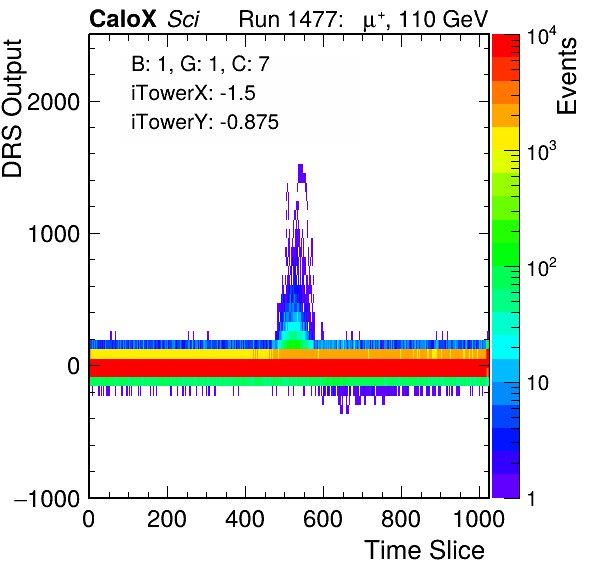 CaloX Sci Run 1477: μ⁺, 110 GeV
B: 1, G: 1, C: 7
iTowerX: -1.5
iTowerY: -0.875
DRS Output
2000
1000
0
−1000
0 200 400 600 800 1000
Time Slice
Events
10⁴
10³
10²
10
1